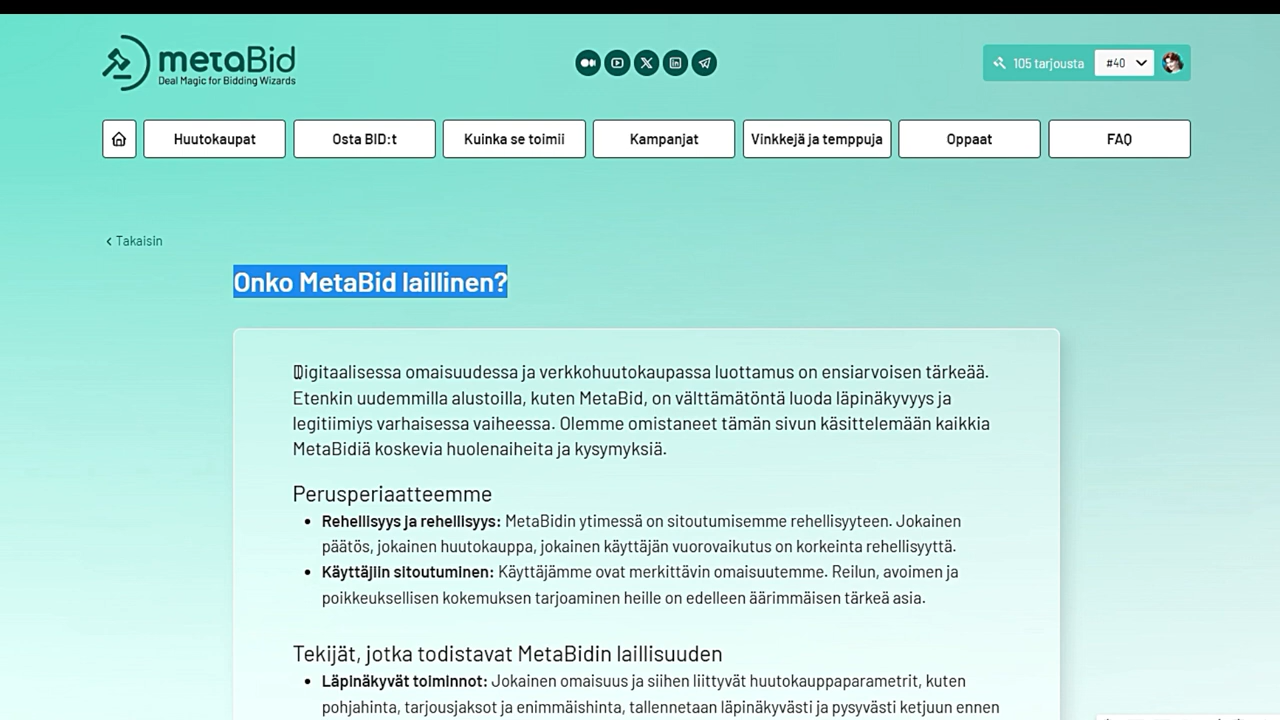 metaBid
Deal Magic for Bidding Wizards
105 tarjousta
#40
Huutokaupat
Osta BID:t
Kuinka se toimii
Kampanjat
Vinkkejä ja temppuja
Oppaat
FAQ
Takaisin
Onko MetaBid laillinen?
Digitaalisessa omaisuudessa ja verkkohuutokaupassa luottamus on ensiarvoisen tärkeää.
Etenkin uudemmilla alustoilla, kuten MetaBid, on välttämätöntä luoda läpinäkyvyys ja
legitiimiys varhaisessa vaiheessa. Olemme omistaneet tämän sivun käsittelemään kaikkia
MetaBidiä koskevia huolenaiheita ja kysymyksiä.
Perusperiaatteemme
• Rehellisyys ja rehellisyys: MetaBidin ytimessä on sitoutumisemme rehellisyyteen. Jokainen
päätös, jokainen huutokauppa, jokainen käyttäjän vuorovaikutus on korkeinta rehellisyyttä.
• Käyttäjiin sitoutuminen: Käyttäjämme ovat merkittävin omaisuutemme. Reilun, avoimen ja
poikkeuksellisen kokemuksen tarjoaminen heille on edelleen äärimmäisen tärkeä asia.
Tekijät, jotka todistavat MetaBidin laillisuuden
• Läpinäkyvät toiminnot: Jokainen omaisuus ja siihen liittyvät huutokauppaparametrit, kuten
pohjahinta, tarjousjaksot ja enimmäishinta, tallennetaan läpinäkyvästi ja pysyvästi ketjuun ennen